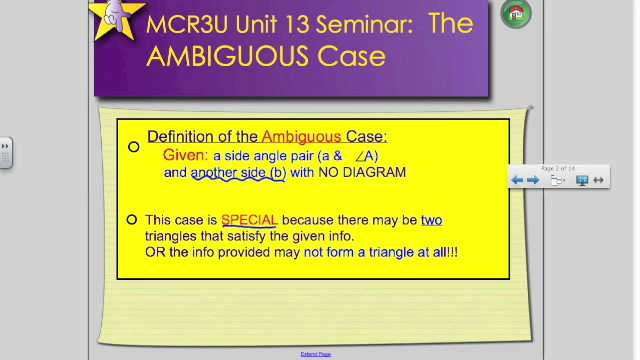 MCR3U Unit 13 Seminar: The
AMBIGUOUS Case
Definition of the Ambiguous Case:
Given: a side angle pair (a & ∠A)
and another side (b) with NO DIAGRAM
This case is SPECIAL because there may be two
triangles that satisfy the given info.
OR the info provided may not form a triangle at all!!!
Page 2 of 14
Extend Page